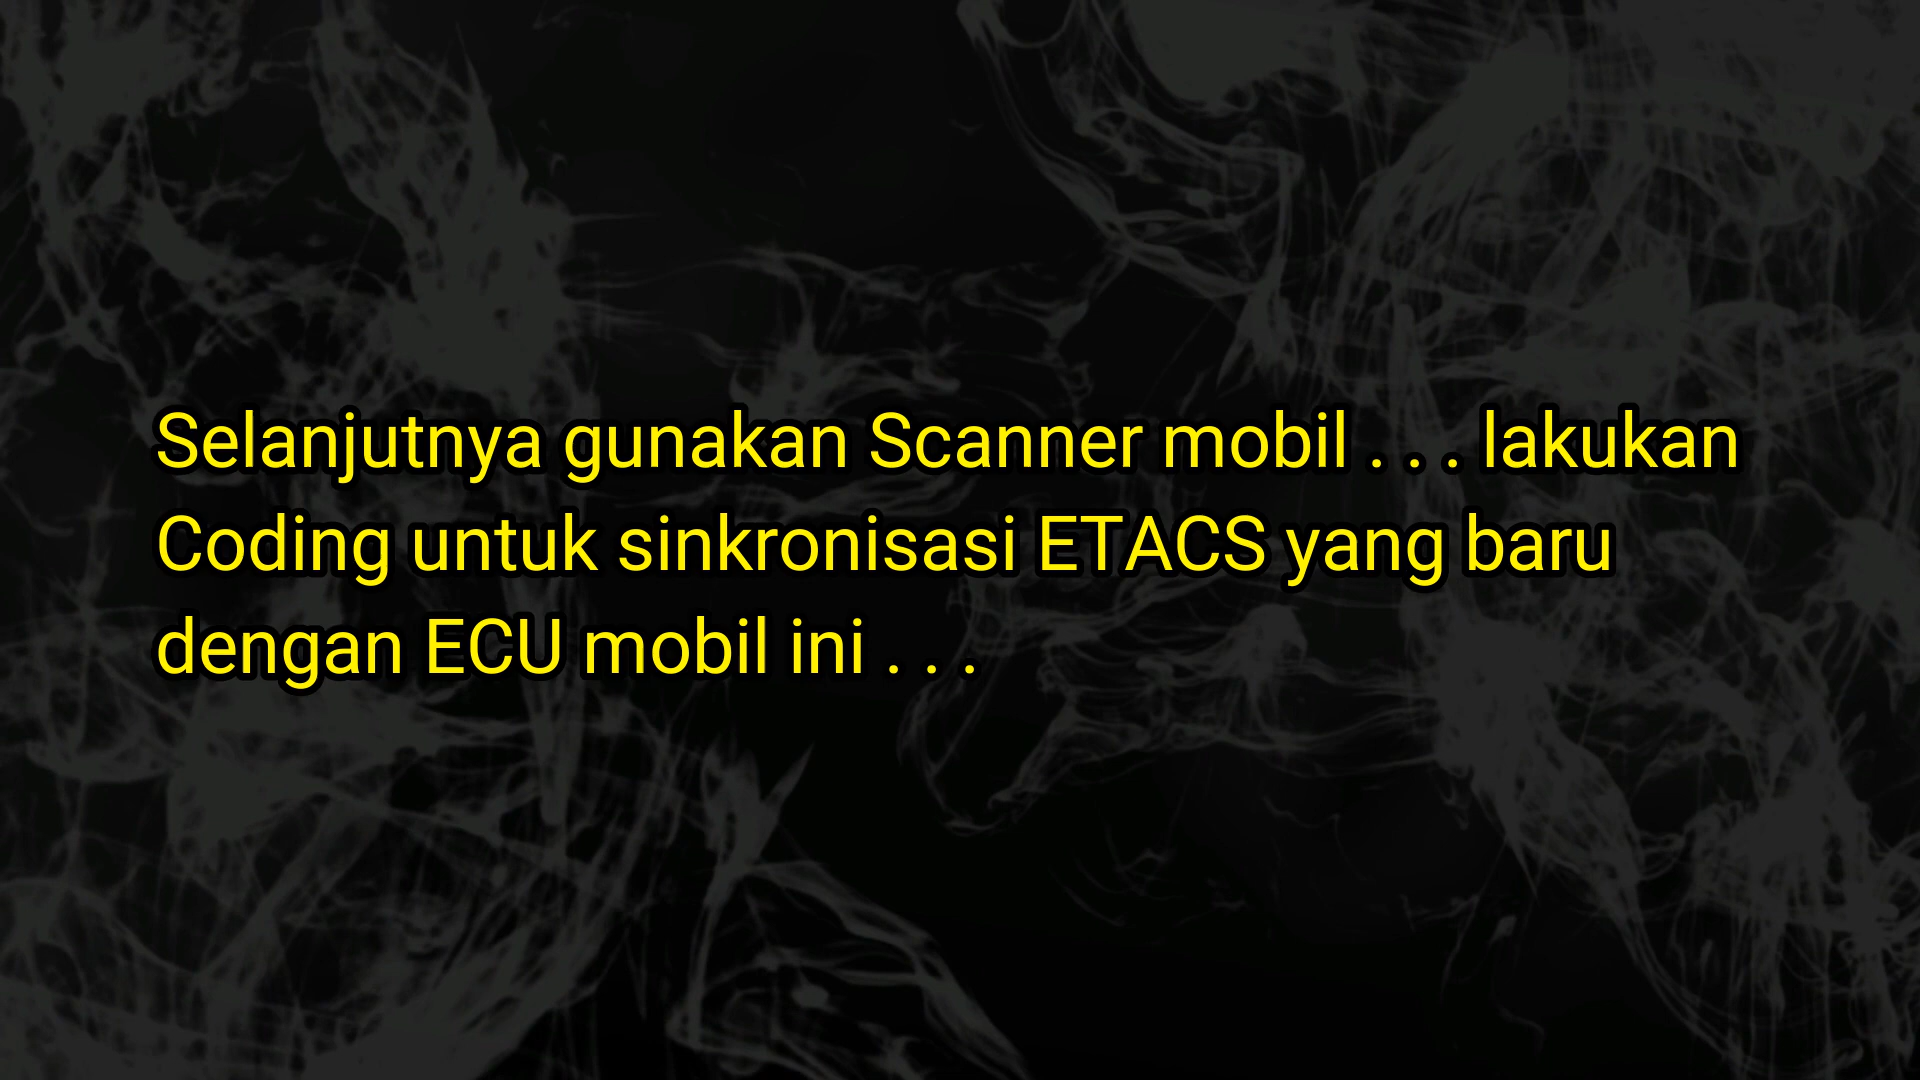 Selanjutnya gunakan Scanner mobil . . . lakukan
Coding untuk sinkronisasi ETACS yang baru
dengan ECU mobil ini . . .